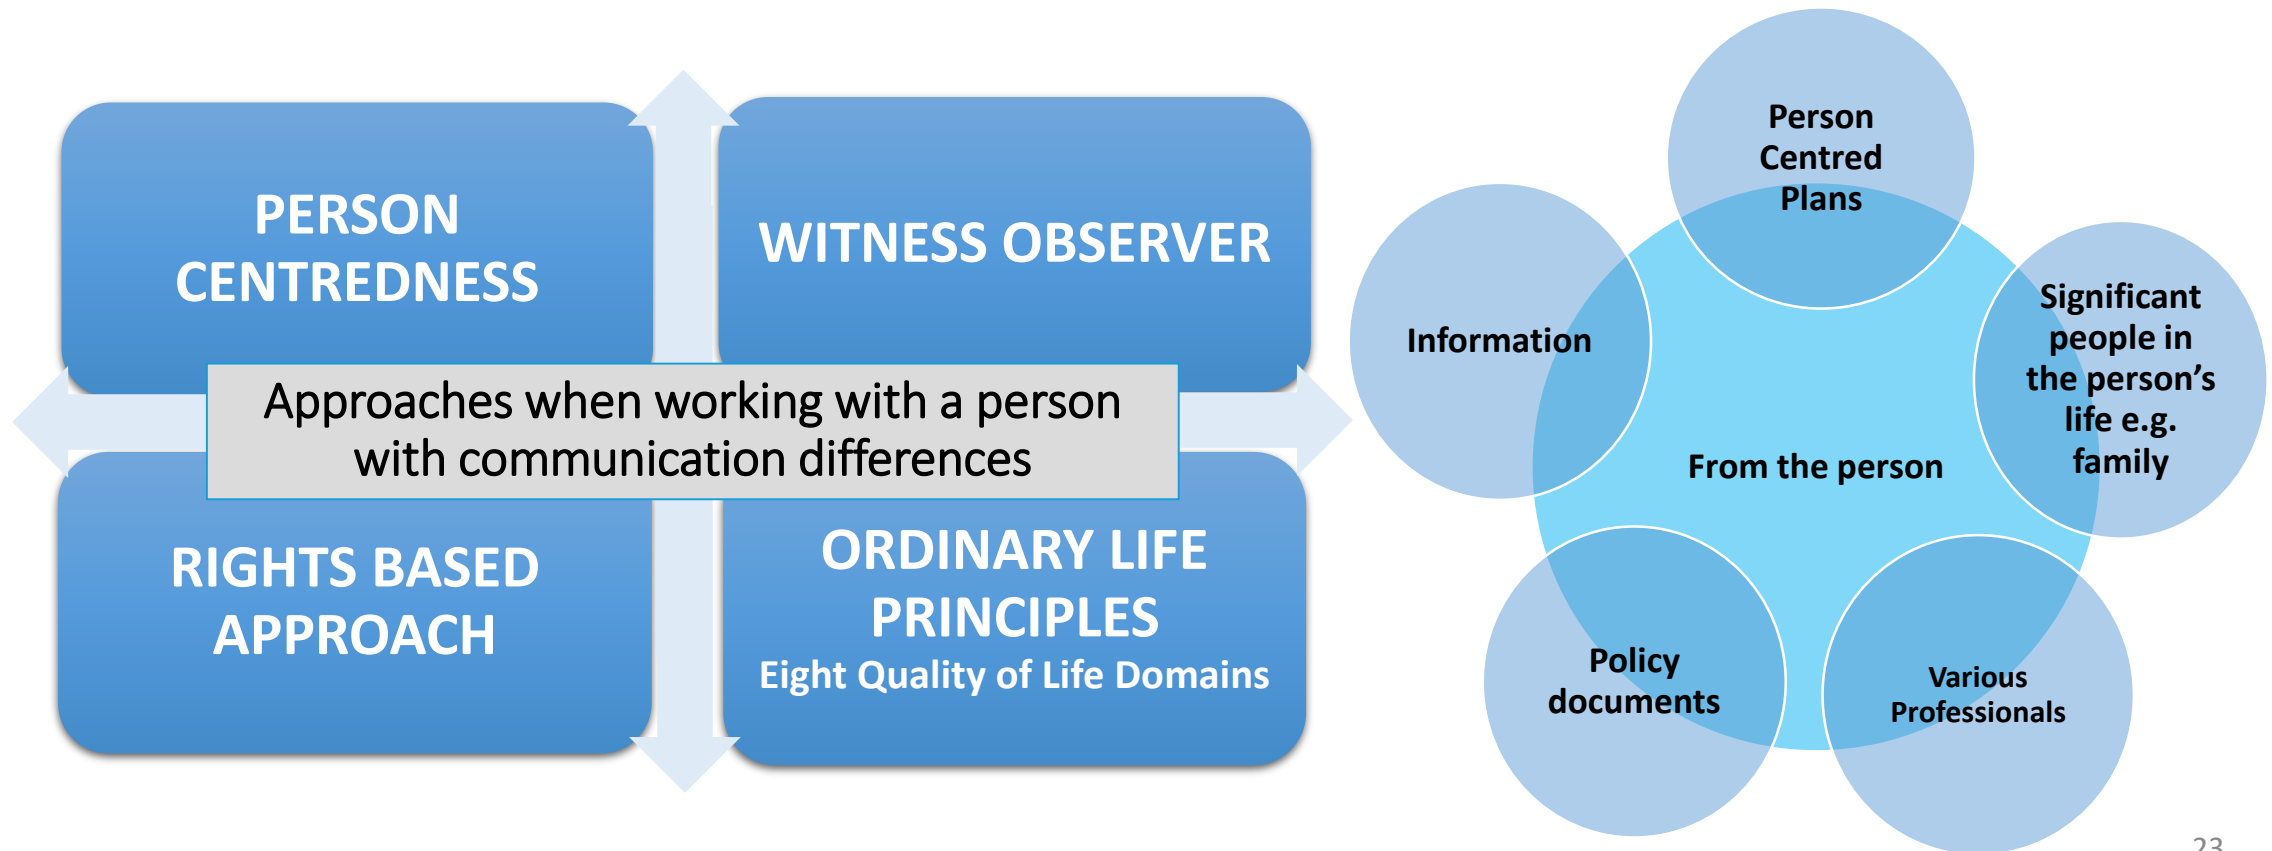 PERSON
CENTREDNESS
WITNESS OBSERVER
Approaches when working with a person
with communication differences
RIGHTS BASED
APPROACH
ORDINARY LIFE
PRINCIPLES
Eight Quality of Life Domains
Person
Centred
Plans
Information
Significant
people in
the person's
life e.g.
family
From the person
Policy
documents
Various
Professionals
23